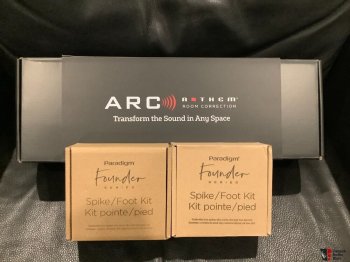 ARC ANTHEM
ROOM CORRECTION
Transform the Sound in Any Space
Paradigm
Founder
SERIES
Spike/Foot Kit
Kit pointe/pied
Paradigm
Founder
SERIES
Spike/Foot Kit
Kit pointe/pied